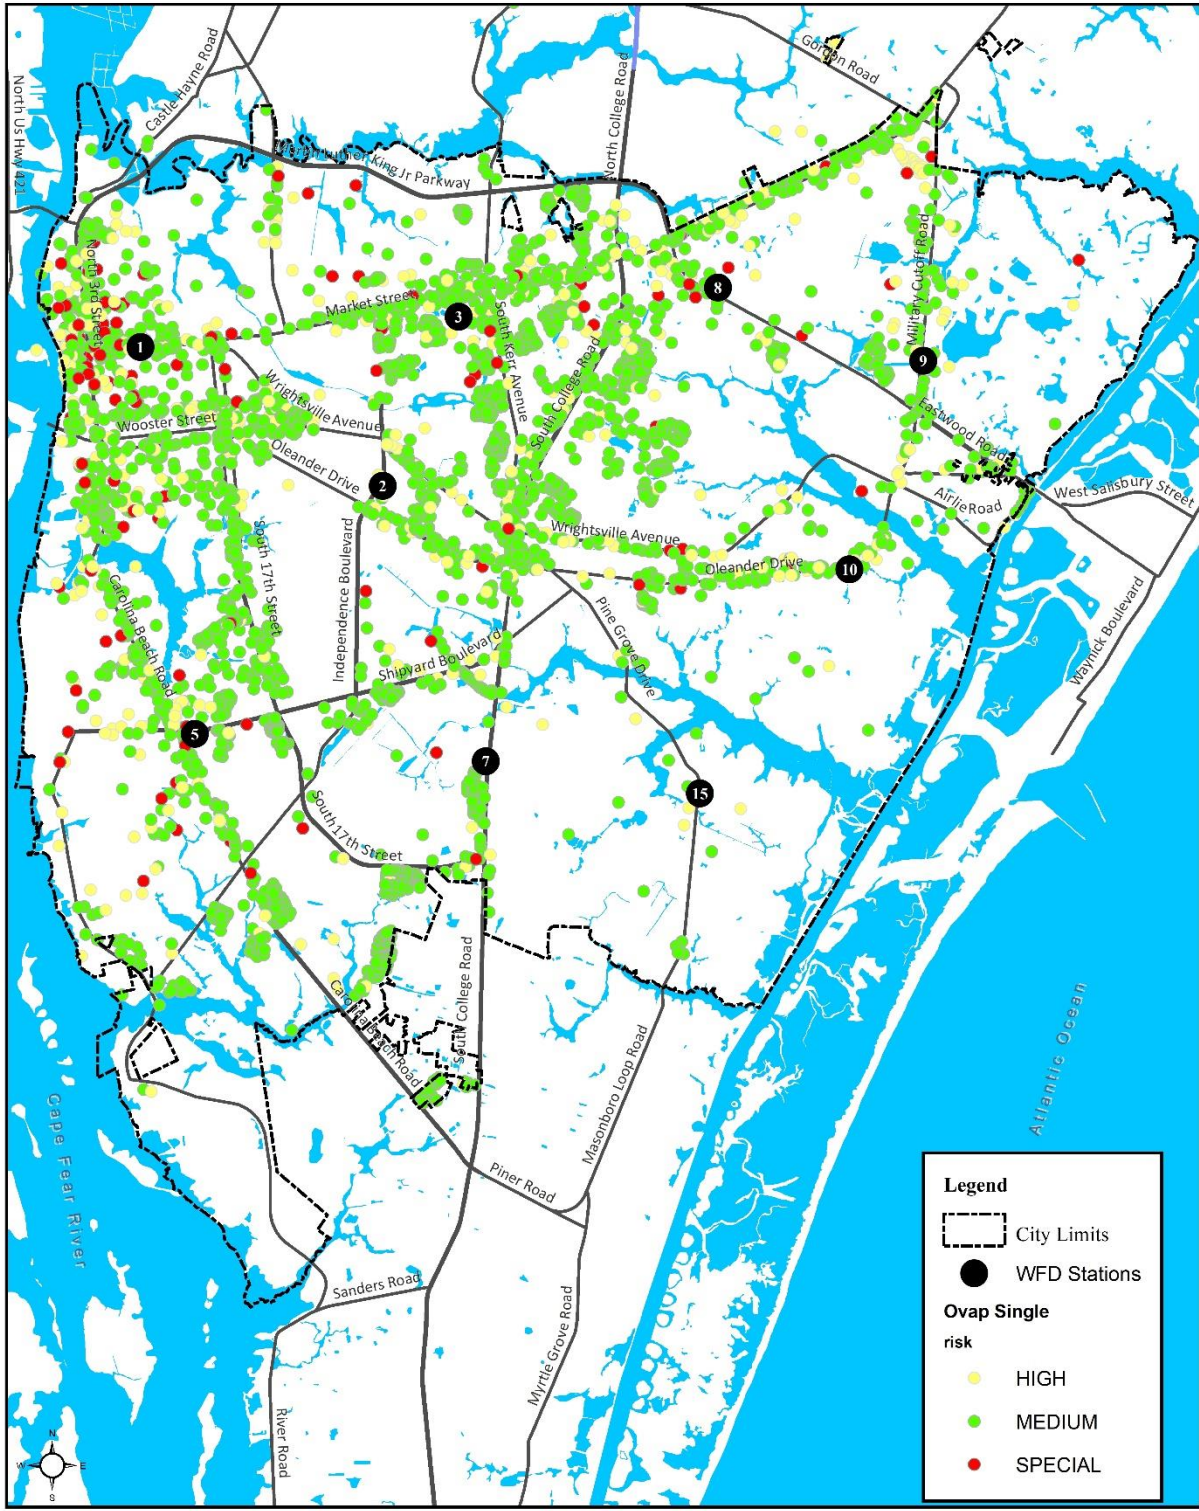 Gordon Road
Castle Hayne Road
North Us Hwy 421
North College Road
Martin Luther King Jr Parkway
North 3rd Street
Military Cutoff Road
8
Market Street
3
South Kerr Avenue
1
9
South College Road
Wrightsville Avenue
Wooster Street
Eastwood Road
Oleander Drive
2
West Salisbury Street
Airlie Road
South 17th Street
Wrightsville Avenue
Independence Boulevard
Oleander Drive
10
Carolina Beach Road
Pine Grove Drive
Waynick Boulevard
Shipyard Boulevard
5
7
15
South 17th Street
South College Road
Carolina Beach Road
Atlantic Ocean
Masonboro Loop Road
Cape Fear River
Piner Road
Sanders Road
Myrtle Grove Road
River Road
N
W
E
S
Legend
City Limits
WFD Stations
Ovap Single
risk
HIGH
MEDIUM
SPECIAL